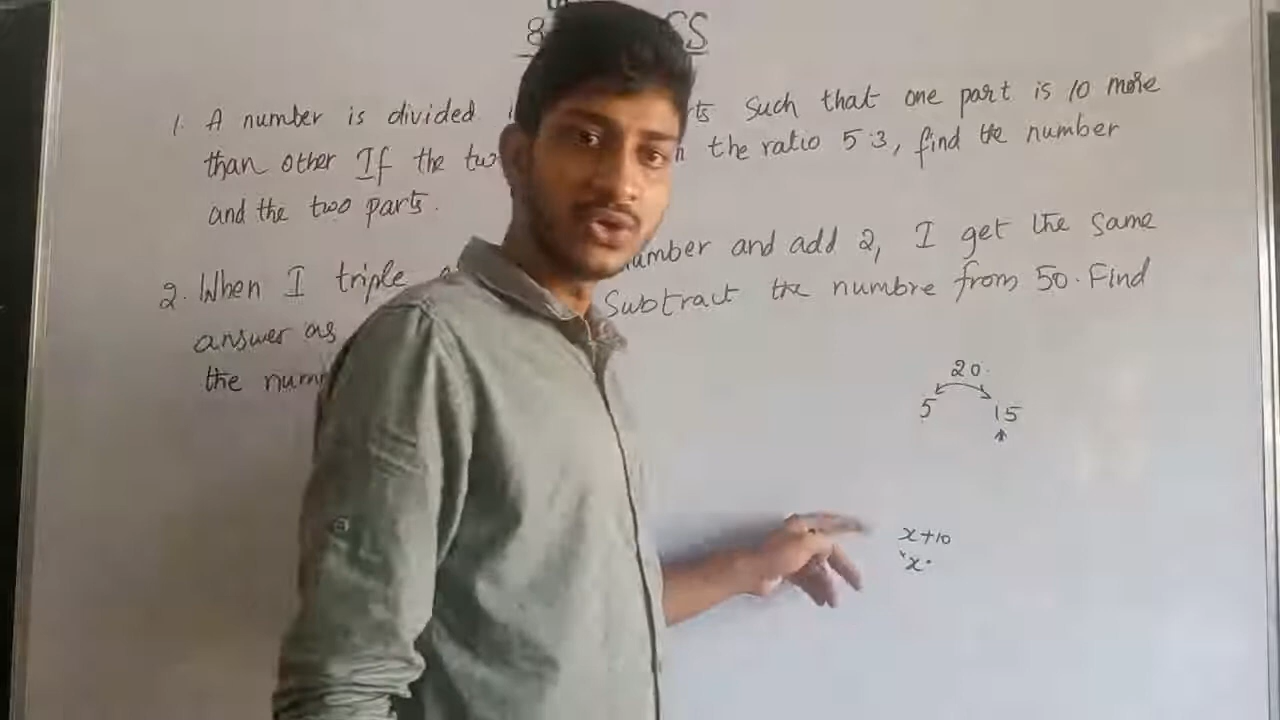 8th CS
1. A number is divided such that one part is 10 more
than other If the the ratio 5:3, find the number
and the two parts.
2. When I triple number and add 2, I get the same
answer as Subtract the numbre from 50. Find
the
20.
5 15
x+10
x.